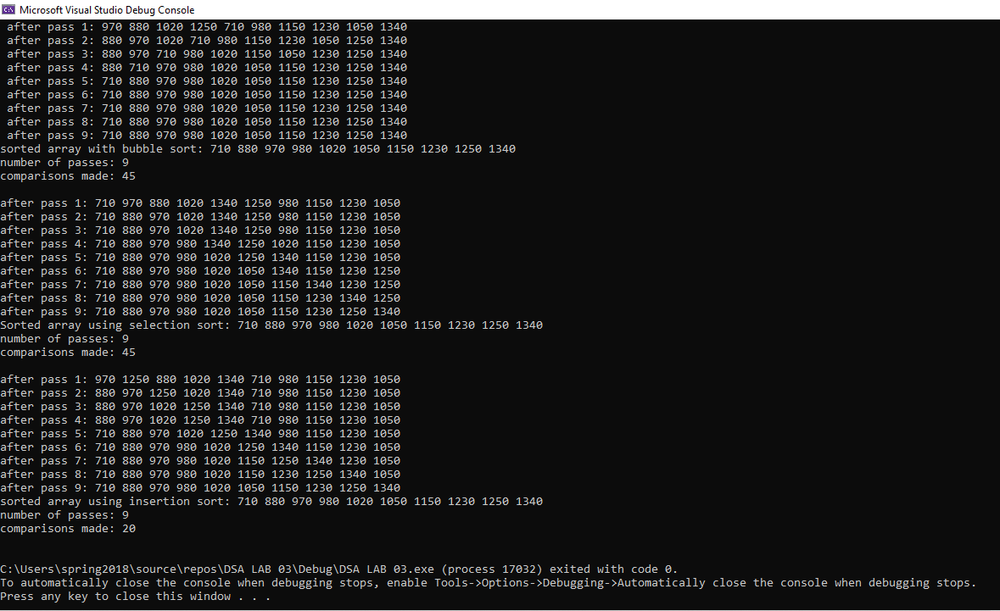 Microsoft Visual Studio Debug Console
after pass 1: 970 880 1020 1250 710 980 1150 1230 1050 1340
after pass 2: 880 970 1020 710 980 1150 1230 1050 1250 1340
after pass 3: 880 970 710 980 1020 1150 1050 1230 1250 1340
after pass 4: 880 710 970 980 1020 1050 1150 1230 1250 1340
after pass 5: 710 880 970 980 1020 1050 1150 1230 1250 1340
after pass 6: 710 880 970 980 1020 1050 1150 1230 1250 1340
after pass 7: 710 880 970 980 1020 1050 1150 1230 1250 1340
after pass 8: 710 880 970 980 1020 1050 1150 1230 1250 1340
after pass 9: 710 880 970 980 1020 1050 1150 1230 1250 1340
sorted array with bubble sort: 710 880 970 980 1020 1050 1150 1230 1250 1340
number of passes: 9
comparisons made: 45
after pass 1: 710 970 880 1020 1340 1250 980 1150 1230 1050
after pass 2: 710 880 970 1020 1340 1250 980 1150 1230 1050
after pass 3: 710 880 970 1020 1340 1250 980 1150 1230 1050
after pass 4: 710 880 970 980 1340 1250 1020 1150 1230 1050
after pass 5: 710 880 970 980 1020 1250 1340 1150 1230 1050
after pass 6: 710 880 970 980 1020 1050 1340 1150 1230 1250
after pass 7: 710 880 970 980 1020 1050 1150 1340 1230 1250
after pass 8: 710 880 970 980 1020 1050 1150 1230 1340 1250
after pass 9: 710 880 970 980 1020 1050 1150 1230 1250 1340
Sorted array using selection sort: 710 880 970 980 1020 1050 1150 1230 1250 1340
number of passes: 9
comparisons made: 45
after pass 1: 970 1250 880 1020 1340 710 980 1150 1230 1050
after pass 2: 880 970 1250 1020 1340 710 980 1150 1230 1050
after pass 3: 880 970 1020 1250 1340 710 980 1150 1230 1050
after pass 4: 880 970 1020 1250 1340 710 980 1150 1230 1050
after pass 5: 710 880 970 1020 1250 1340 980 1150 1230 1050
after pass 6: 710 880 970 980 1020 1250 1340 1150 1230 1050
after pass 7: 710 880 970 980 1020 1150 1250 1340 1230 1050
after pass 8: 710 880 970 980 1020 1150 1230 1250 1340 1050
after pass 9: 710 880 970 980 1020 1050 1150 1230 1250 1340
sorted array using insertion sort: 710 880 970 980 1020 1050 1150 1230 1250 1340
number of passes: 9
comparisons made: 20
C:\Users\spring2018\source\repos\DSA LAB 03\Debug\DSA LAB 03.exe (process 17032) exited with code 0.
To automatically close the console when debugging stops, enable Tools->Options->Debugging->Automatically close the console when debugging stops.
Press any key to close this window . . .